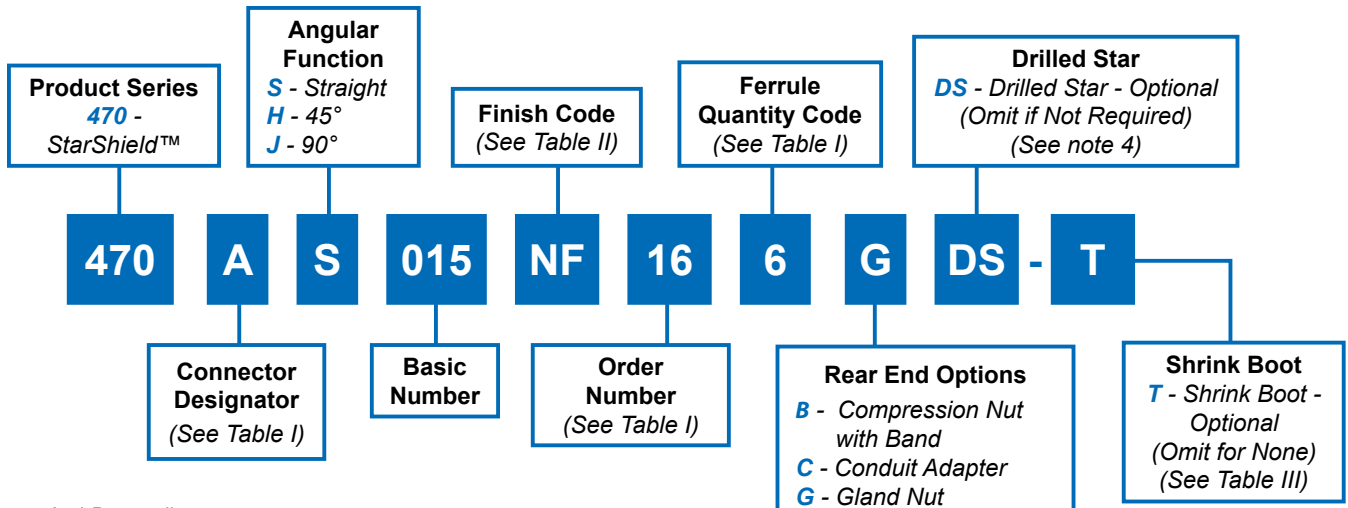 Product Series
470 -
StarShield™
Angular
Function
S - Straight
H - 45°
J - 90°
Finish Code
(See Table II)
Ferrule
Quantity Code
(See Table I)
Drilled Star
DS - Drilled Star - Optional
(Omit if Not Required)
(See note 4)
470 A S 015 NF 16 6 G DS - T
Connector
Designator
(See Table I)
Basic
Number
Order
Number
(See Table I)
Rear End Options
B - Compression Nut
with Band
C - Conduit Adapter
G - Gland Nut
Shrink Boot
T - Shrink Boot -
Optional
(Omit for None)
(See Table III)